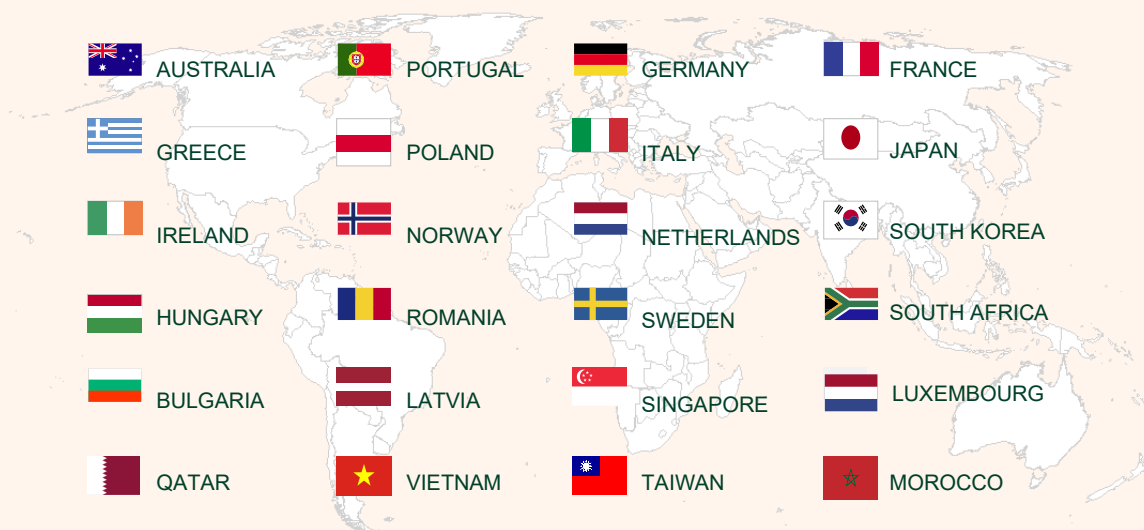 AUSTRALIA PORTUGAL GERMANY FRANCE
GREECE POLAND ITALY JAPAN
IRELAND NORWAY NETHERLANDS SOUTH KOREA
HUNGARY ROMANIA SWEDEN SOUTH AFRICA
BULGARIA LATVIA SINGAPORE LUXEMBOURG
QATAR VIETNAM TAIWAN MOROCCO